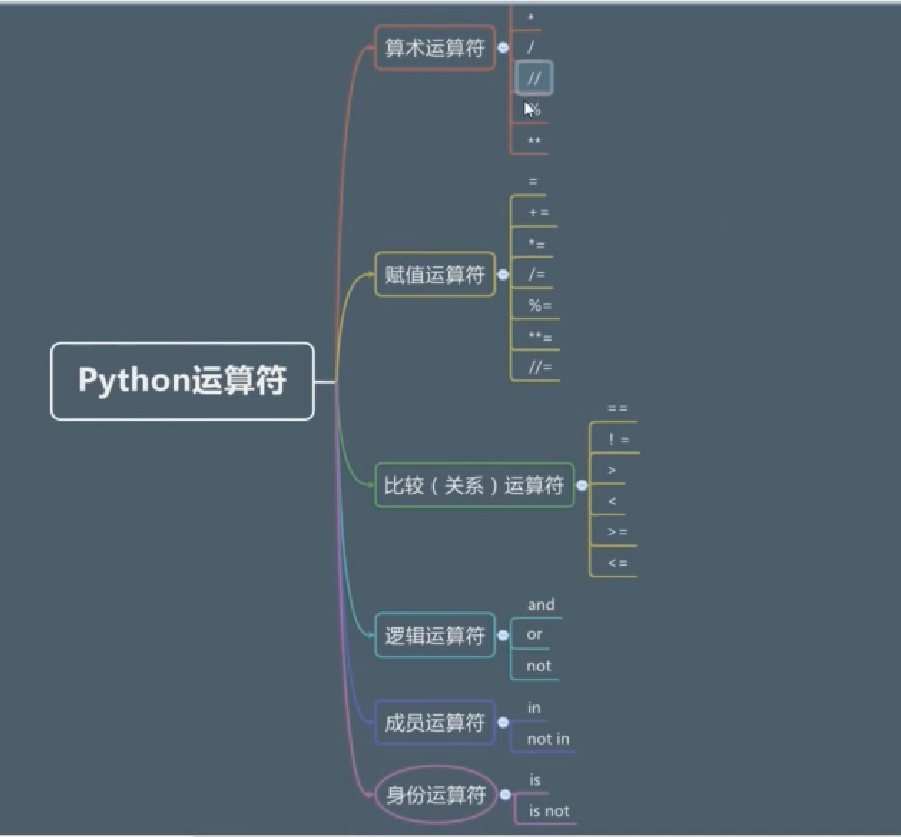 算术运算符
*
/
//
%
**
赋值运算符
=
+=
*=
/=
%=
**=
//=
Python运算符
比较（关系）运算符
==
! =
>
<
>=
<=
逻辑运算符
and
or
not
成员运算符
in
not in
身份运算符
is
is not